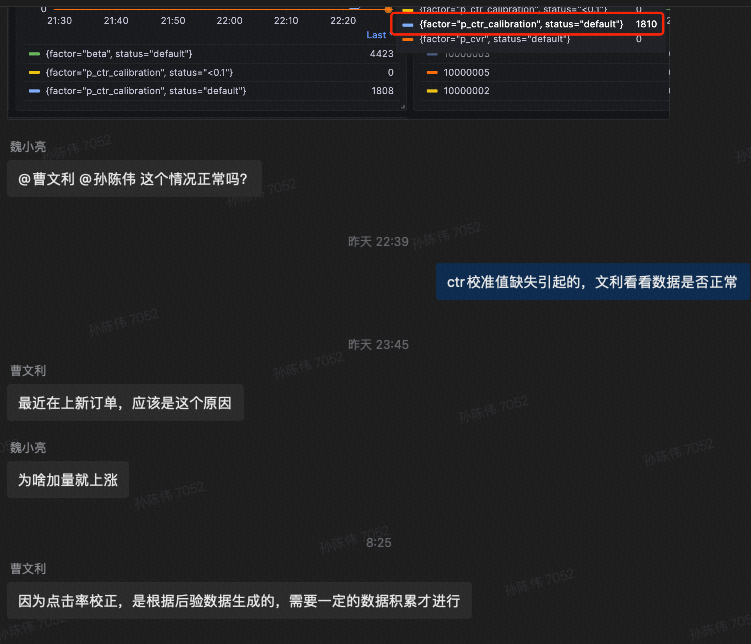 0
21:30 21:40 21:50 22:00 22:10 22:20
Last
{factor="beta", status="default"} 4423
{factor="p_ctr_calibration", status="<0.1"} 0
{factor="p_ctr_calibration", status="default"} 1808
{factor="p_ctr_calibration", status="<0.1"} 0
{factor="p_ctr_calibration", status="default"} 1810
{factor="p_cvr", status="default"} 0
10000003
10000005
10000002
魏小亮
@曹文利 @孙陈伟 这个情况正常吗?
昨天 22:39
ctr校准值缺失引起的，文利看看数据是否正常
昨天 23:45
曹文利
最近在上新订单，应该是这个原因
魏小亮
为啥加量就上涨
8:25
曹文利
因为点击率校正，是根据后验数据生成的，需要一定的数据积累才进行
孙陈伟 7052